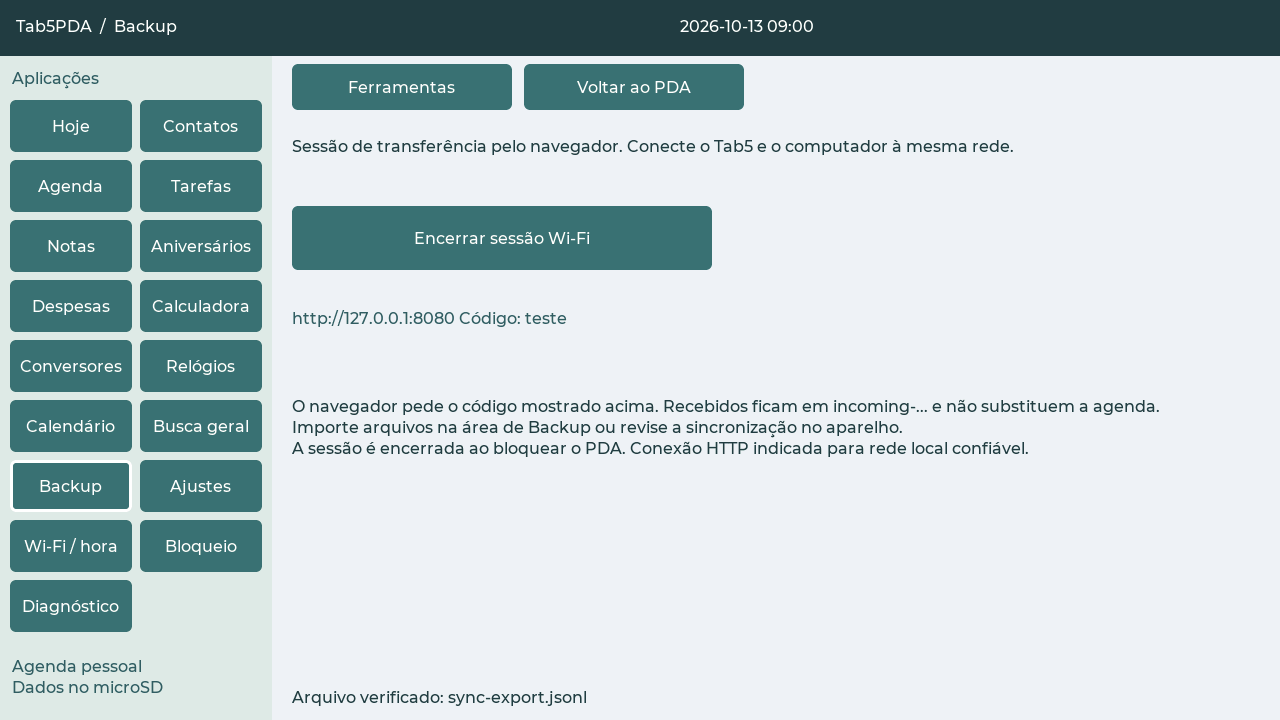 Tab5PDA / Backup
2026-10-13 09:00
Aplicações
Hoje
Contatos
Agenda
Tarefas
Notas
Aniversários
Despesas
Calculadora
Conversores
Relógios
Calendário
Busca geral
Backup
Ajustes
Wi-Fi / hora
Bloqueio
Diagnóstico
Agenda pessoal
Dados no microSD
Ferramentas
Voltar ao PDA
Sessão de transferência pelo navegador. Conecte o Tab5 e o computador à mesma rede.
Encerrar sessão Wi-Fi
http://127.0.0.1:8080 Código: teste
O navegador pede o código mostrado acima. Recebidos ficam em incoming-... e não substituem a agenda.
Importe arquivos na área de Backup ou revise a sincronização no aparelho.
A sessão é encerrada ao bloquear o PDA. Conexão HTTP indicada para rede local confiável.
Arquivo verificado: sync-export.jsonl